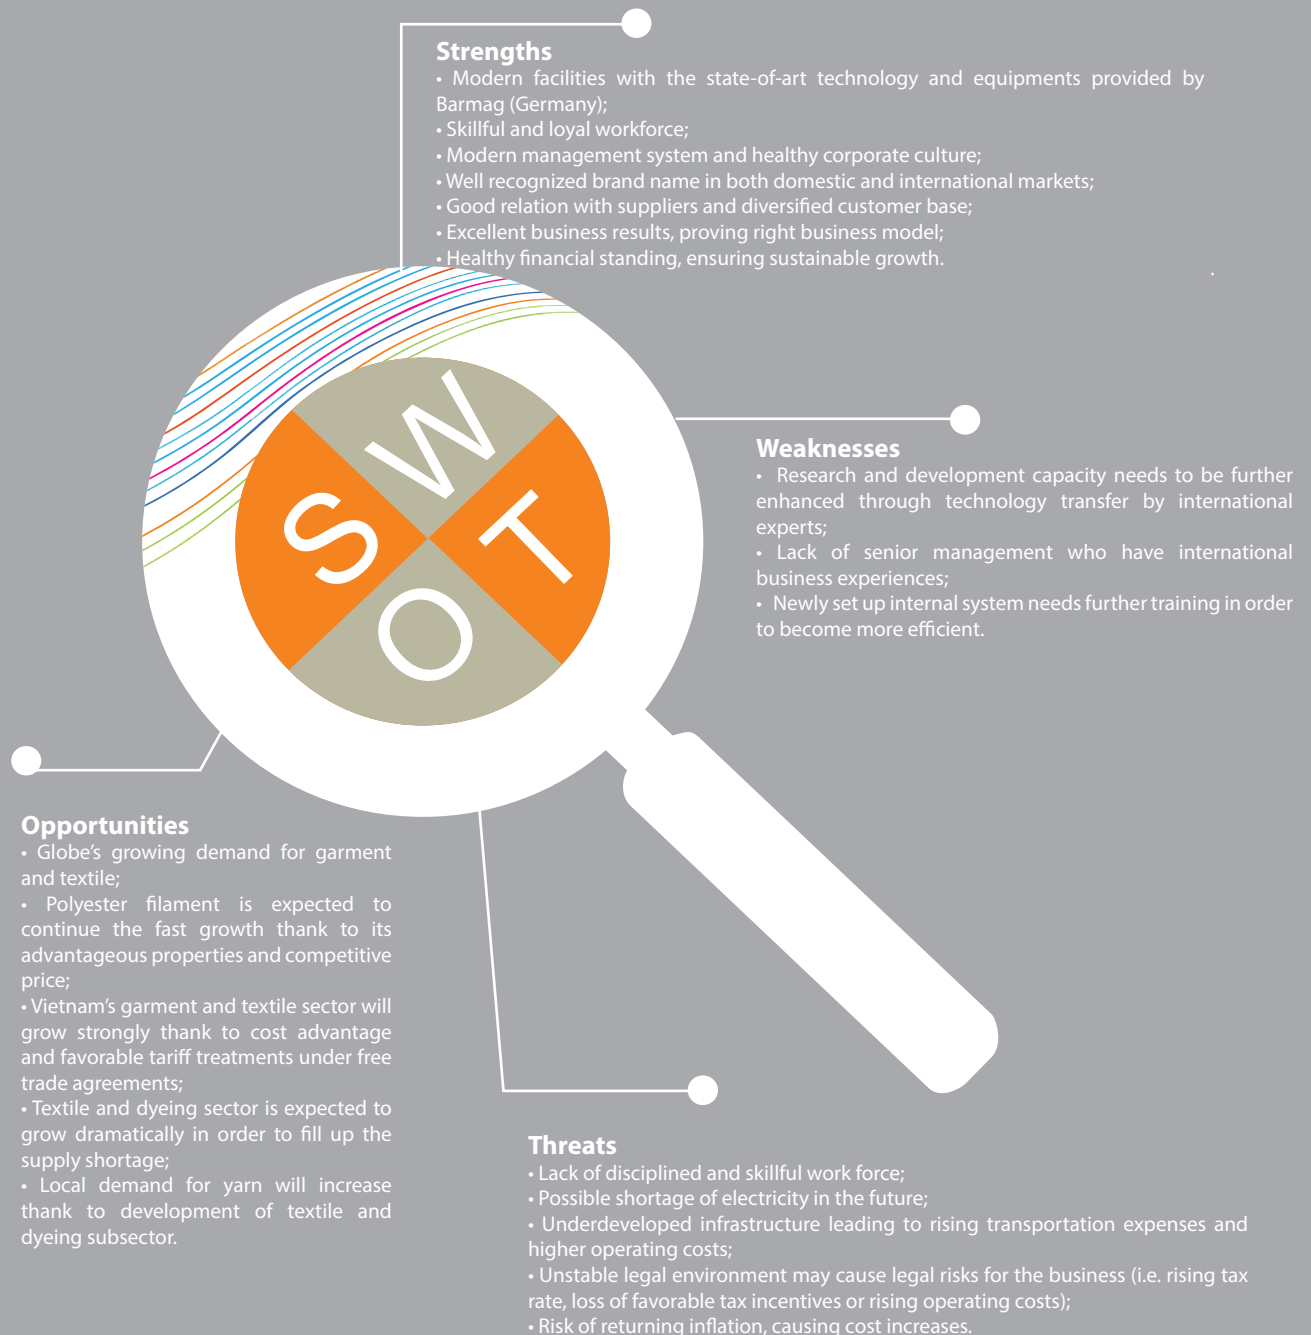 Strengths
• Modern facilities with the state-of-art technology and equipments provided by
Barmag (Germany);
• Skillful and loyal workforce;
• Modern management system and healthy corporate culture;
• Well recognized brand name in both domestic and international markets;
• Good relation with suppliers and diversified customer base;
• Excellent business results, proving right business model;
• Healthy financial standing, ensuring sustainable growth.
.
W
S
T
O
Weaknesses
• Research and development capacity needs to be further
enhanced through technology transfer by international
experts;
• Lack of senior management who have international
business experiences;
• Newly set up internal system needs further training in order
to become more efficient.
Opportunities
• Globe's growing demand for garment
and textile;
• Polyester filament is expected to
continue the fast growth thank to its
advantageous properties and competitive
price;
• Vietnam's garment and textile sector will
grow strongly thank to cost advantage
and favorable tariff treatments under free
trade agreements;
• Textile and dyeing sector is expected to
grow dramatically in order to fill up the
supply shortage;
• Local demand for yarn will increase
thank to development of textile and
dyeing subsector.
Threats
• Lack of disciplined and skillful work force;
• Possible shortage of electricity in the future;
• Underdeveloped infrastructure leading to rising transportation expenses and
higher operating costs;
• Unstable legal environment may cause legal risks for the business (i.e. rising tax
rate, loss of favorable tax incentives or rising operating costs);
• Risk of returning inflation, causing cost increases.